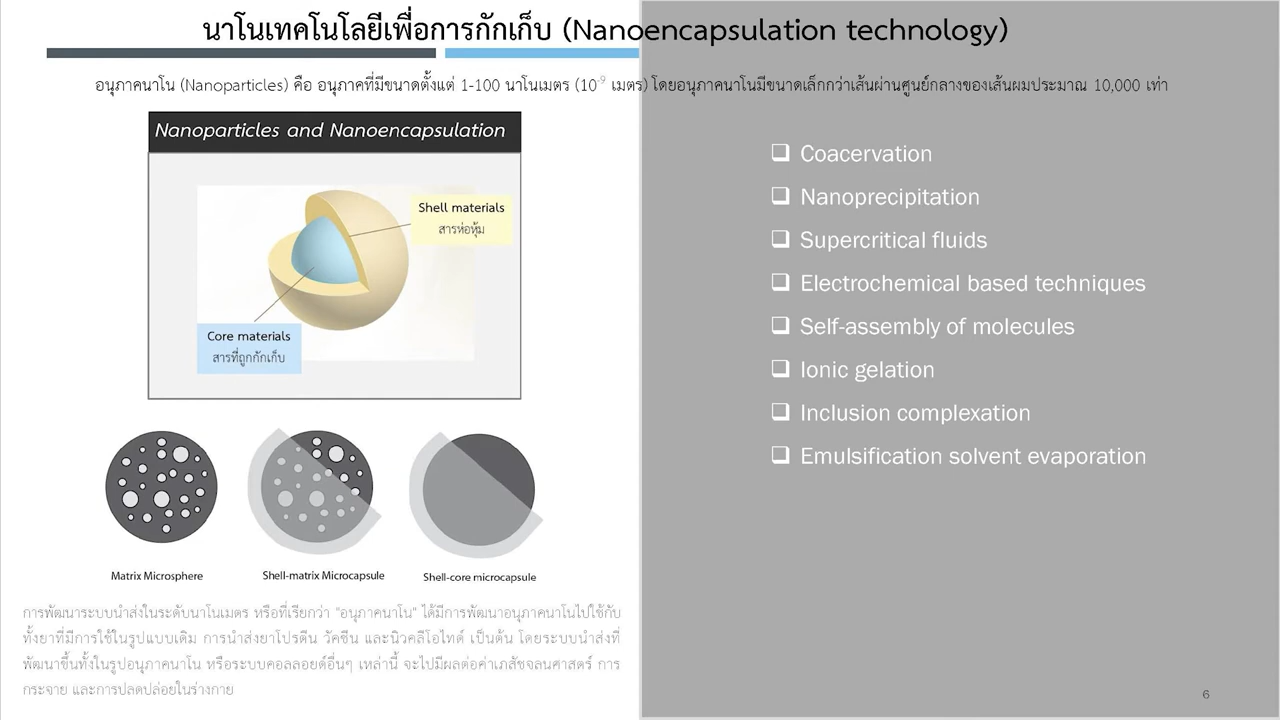 นาโนเทคโนโลยีเพื่อการกักเก็บ (Nanoencapsulation technology)
อนุภาคนาโน (Nanoparticles) คือ อนุภาคที่มีขนาดตั้งแต่ 1-100 นาโนเมตร (10⁻⁹ เมตร) โดยอนุภาคนาโนมีขนาดเล็กกว่าเส้นผ่านศูนย์กลางของเส้นผมประมาณ 10,000 เท่า
Nanoparticles and Nanoencapsulation
Shell materials
สารห่อหุ้ม
Core materials
สารที่ถูกกักเก็บ
Matrix Microsphere
Shell-matrix Microcapsule
Shell-core microcapsule
การพัฒนาระบบนำส่งในระดับนาโนเมตร หรือที่เรียกว่า "อนุภาคนาโน" ได้มีการพัฒนาอนุภาคนาโนไปใช้กับ
ทั้งยาที่มีการใช้ในรูปแบบเดิม การนำส่งยาโปรตีน วัคซีน และนิวคลีโอไทด์ เป็นต้น โดยระบบนำส่งที่
พัฒนาขึ้นทั้งในรูปอนุภาคนาโน หรือระบบคอลลอยด์อื่นๆ เหล่านี้ จะไปมีผลต่อค่าเภสัชจลนศาสตร์ การ
กระจาย และการปลดปล่อยในร่างกาย
❑ Coacervation
❑ Nanoprecipitation
❑ Supercritical fluids
❑ Electrochemical based techniques
❑ Self-assembly of molecules
❑ Ionic gelation
❑ Inclusion complexation
❑ Emulsification solvent evaporation
6